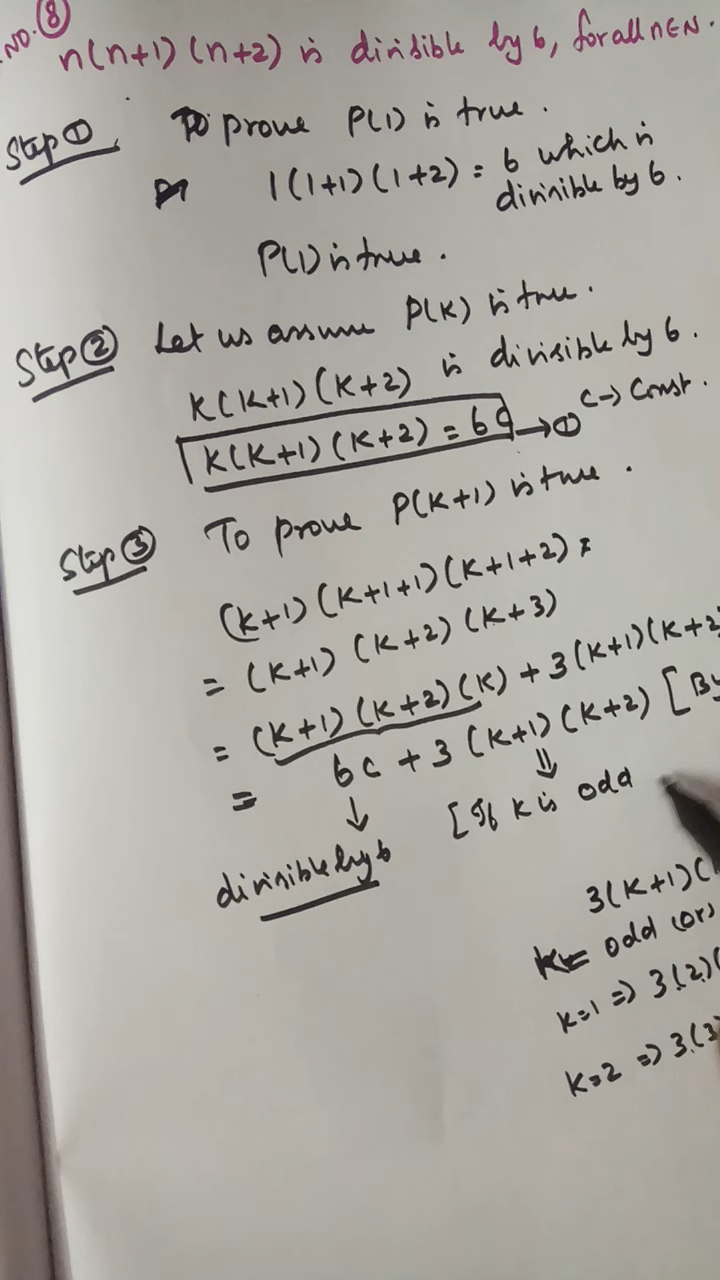 NO. 8
n(n+1)(n+2) is divisible by 6, for all n∈N.
Step ① To prove P(1) is true.
1(1+1)(1+2) = 6 which is
divisible by 6.
P(1) is true.
Step ② Let us assume P(K) is true.
K(K+1)(K+2) is divisible by 6.
K(K+1)(K+2) = 6C → ① C → Const.
Step ③ To prove P(K+1) is true.
(K+1)(K+1+1)(K+1+2)
= (K+1)(K+2)(K+3)
= (K+1)(K+2)(K) + 3(K+1)(K+2)
= 6C + 3(K+1)(K+2) [By
↓ ⇓
divisible by 6 [If K is odd
3(K+1)(
K= odd (or)
K=1 ⇒ 3(2)(
K=2 ⇒ 3.(3)